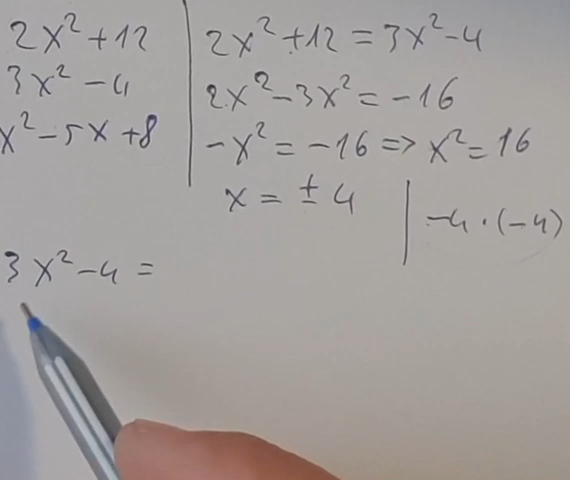 2x² + 12
3x² - 4
x² - 5x + 8
2x² + 12 = 3x² - 4
2x² - 3x² = -16
-x² = -16 => x² = 16
x = ± 4
-4 · (-4)
3x² - 4 =